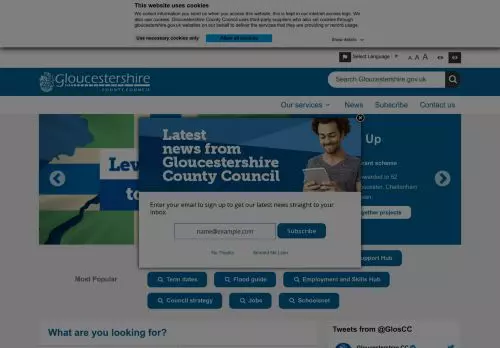 This website uses cookies
We collect information you send us when you access this website, this is kept in our internet access logs. We
also use cookies. Gloucestershire County Council uses third-party suppliers who also set cookies through
gloucestershire.gov.uk websites on our behalf to deliver the services that they are providing or record usage.
Use necessary cookies only
Allow all cookies
Show details
Select Language
A A A
Gloucestershire
COUNTY COUNCIL
Search Gloucestershire.gov.uk
Our services
News
Subscribe
Contact us
Latest
news from
Gloucestershire
County Council
Lev
to
Up
rant scheme
warded to 52
ucester, Cheltenham
ether projects
Enter your email to sign up to get our latest news straight to your
inbox.
name@example.com
Subscribe
No Thanks
Remind Me Later
upport Hub
Most Popular
Term dates
Flood guide
Employment and Skills Hub
Council strategy
Jobs
Schoolsnet
What are you looking for?
Tweets from @GlosCC
Gloucestershire CC